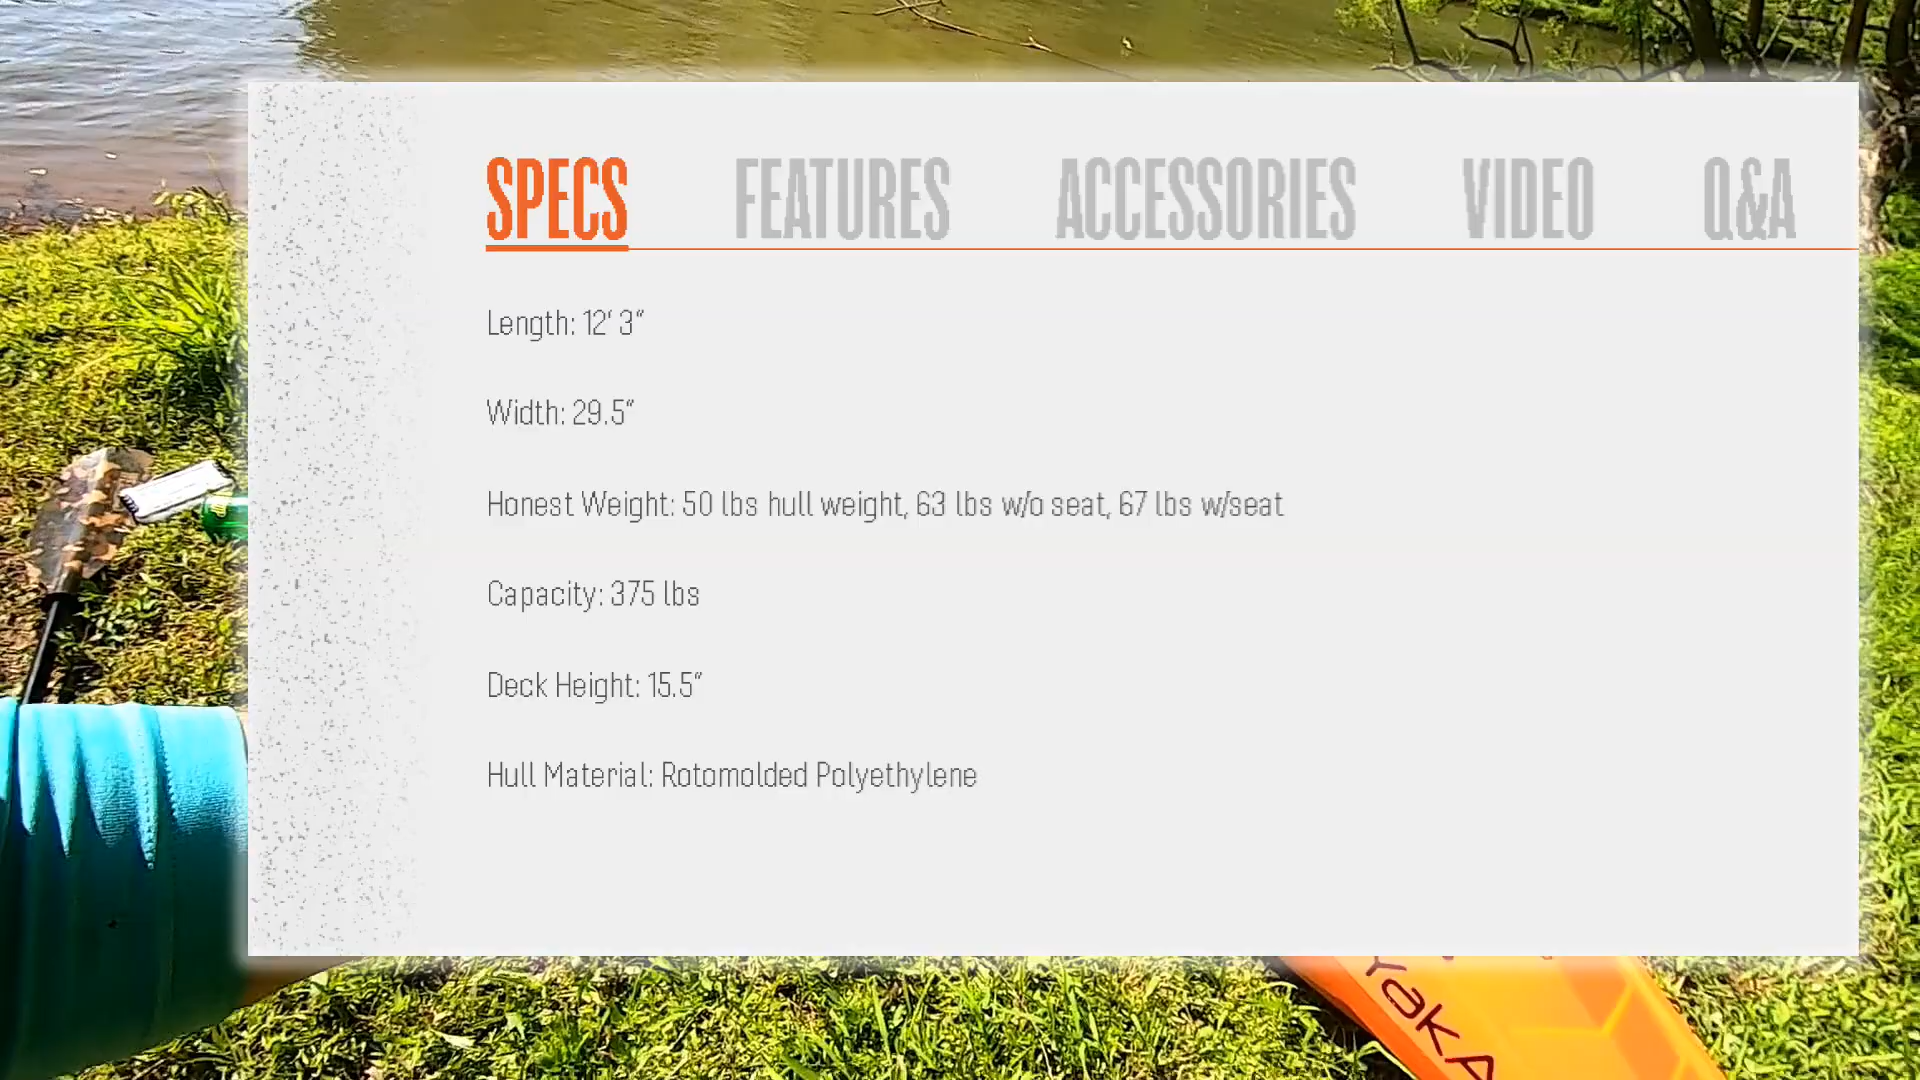 SPECS FEATURES ACCESSORIES VIDEO Q&A
Length: 12‘ 3“
Width: 29.5“
Honest Weight: 50 lbs hull weight, 63 lbs w/o seat, 67 lbs w/seat
Capacity: 375 lbs
Deck Height: 15.5“
Hull Material: Rotomolded Polyethylene
YakA